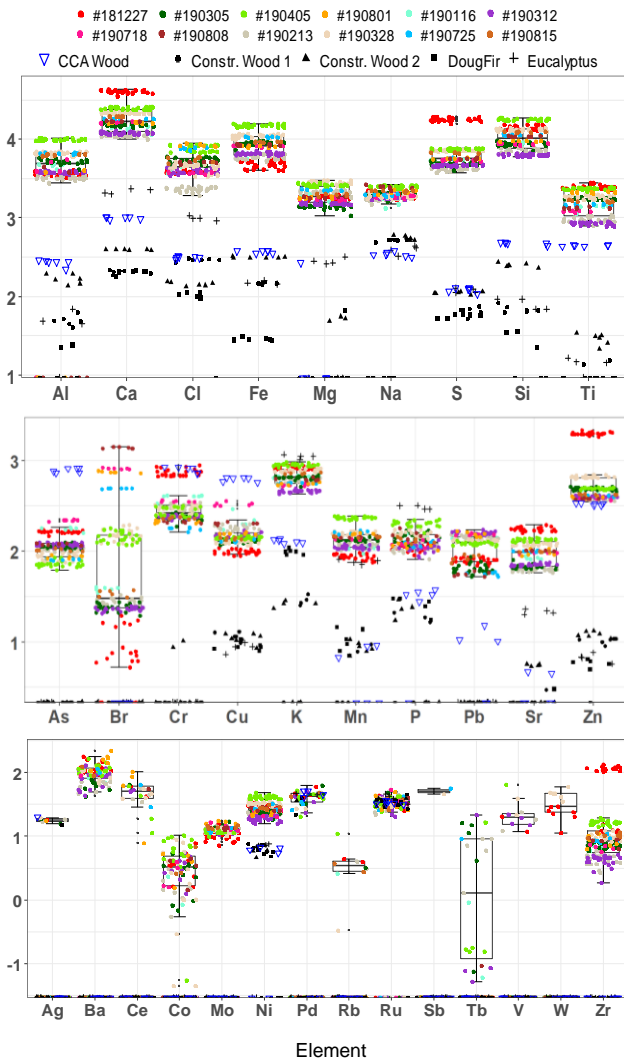 #181227 #190305 #190405 #190801 #190116 #190312
#190718 #190808 #190213 #190328 #190725 #190815
CCA Wood Constr. Wood 1 Constr. Wood 2 DougFir Eucalyptus
4
3
2
1
Al Ca Cl Fe Mg Na S Si Ti
3
2
1
As Br Cr Cu K Mn P Pb Sr Zn
2
1
0
-1
Ag Ba Ce Co Mo Ni Pd Rb Ru Sb Tb V W Zr
Element